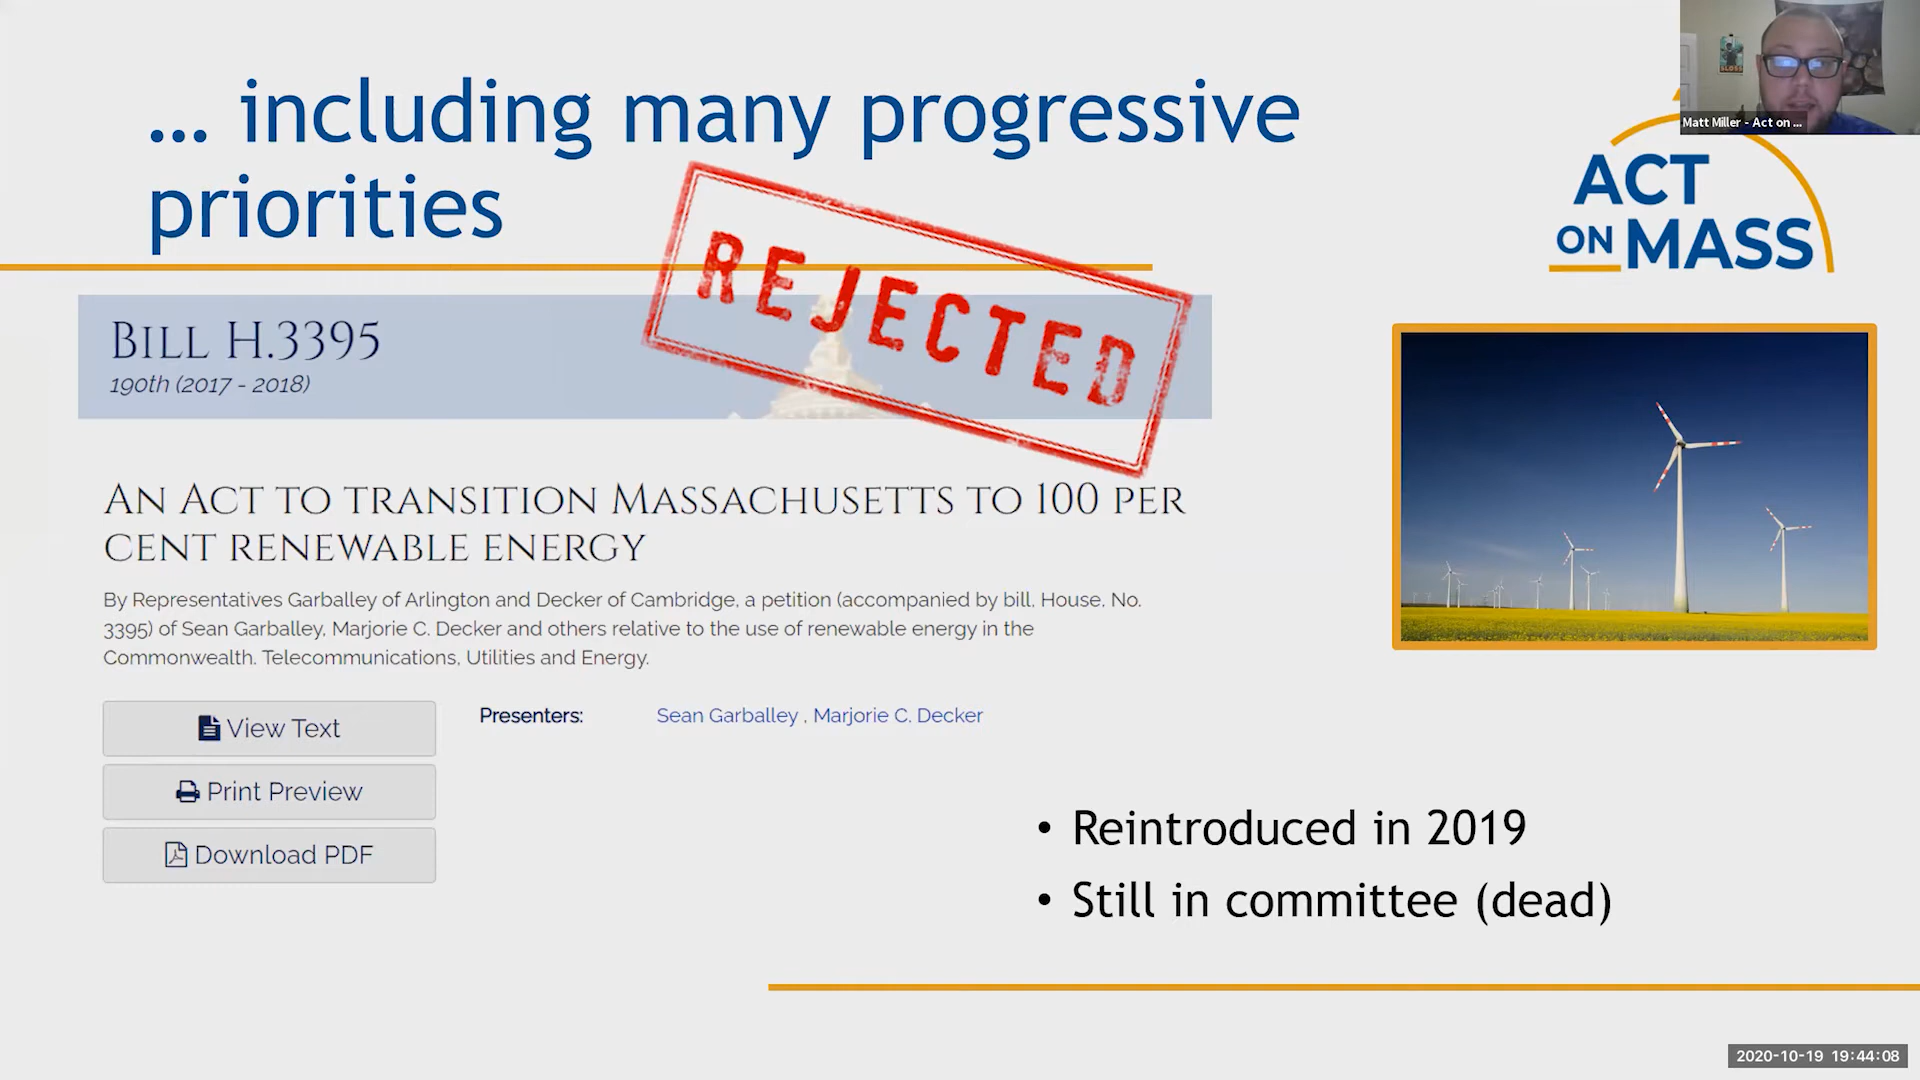 ... including many progressive
priorities
REJECTED
Matt Miller - Act on ...
ACT
ON MASS
BILL H.3395
190th (2017 - 2018)
AN ACT TO TRANSITION MASSACHUSETTS TO 100 PER
CENT RENEWABLE ENERGY
By Representatives Garballey of Arlington and Decker of Cambridge, a petition (accompanied by bill, House, No.
3395) of Sean Garballey, Marjorie C. Decker and others relative to the use of renewable energy in the
Commonwealth. Telecommunications, Utilities and Energy.
View Text
Print Preview
Download PDF
Presenters: Sean Garballey , Marjorie C. Decker
• Reintroduced in 2019
• Still in committee (dead)
2020-10-19 19:44:08